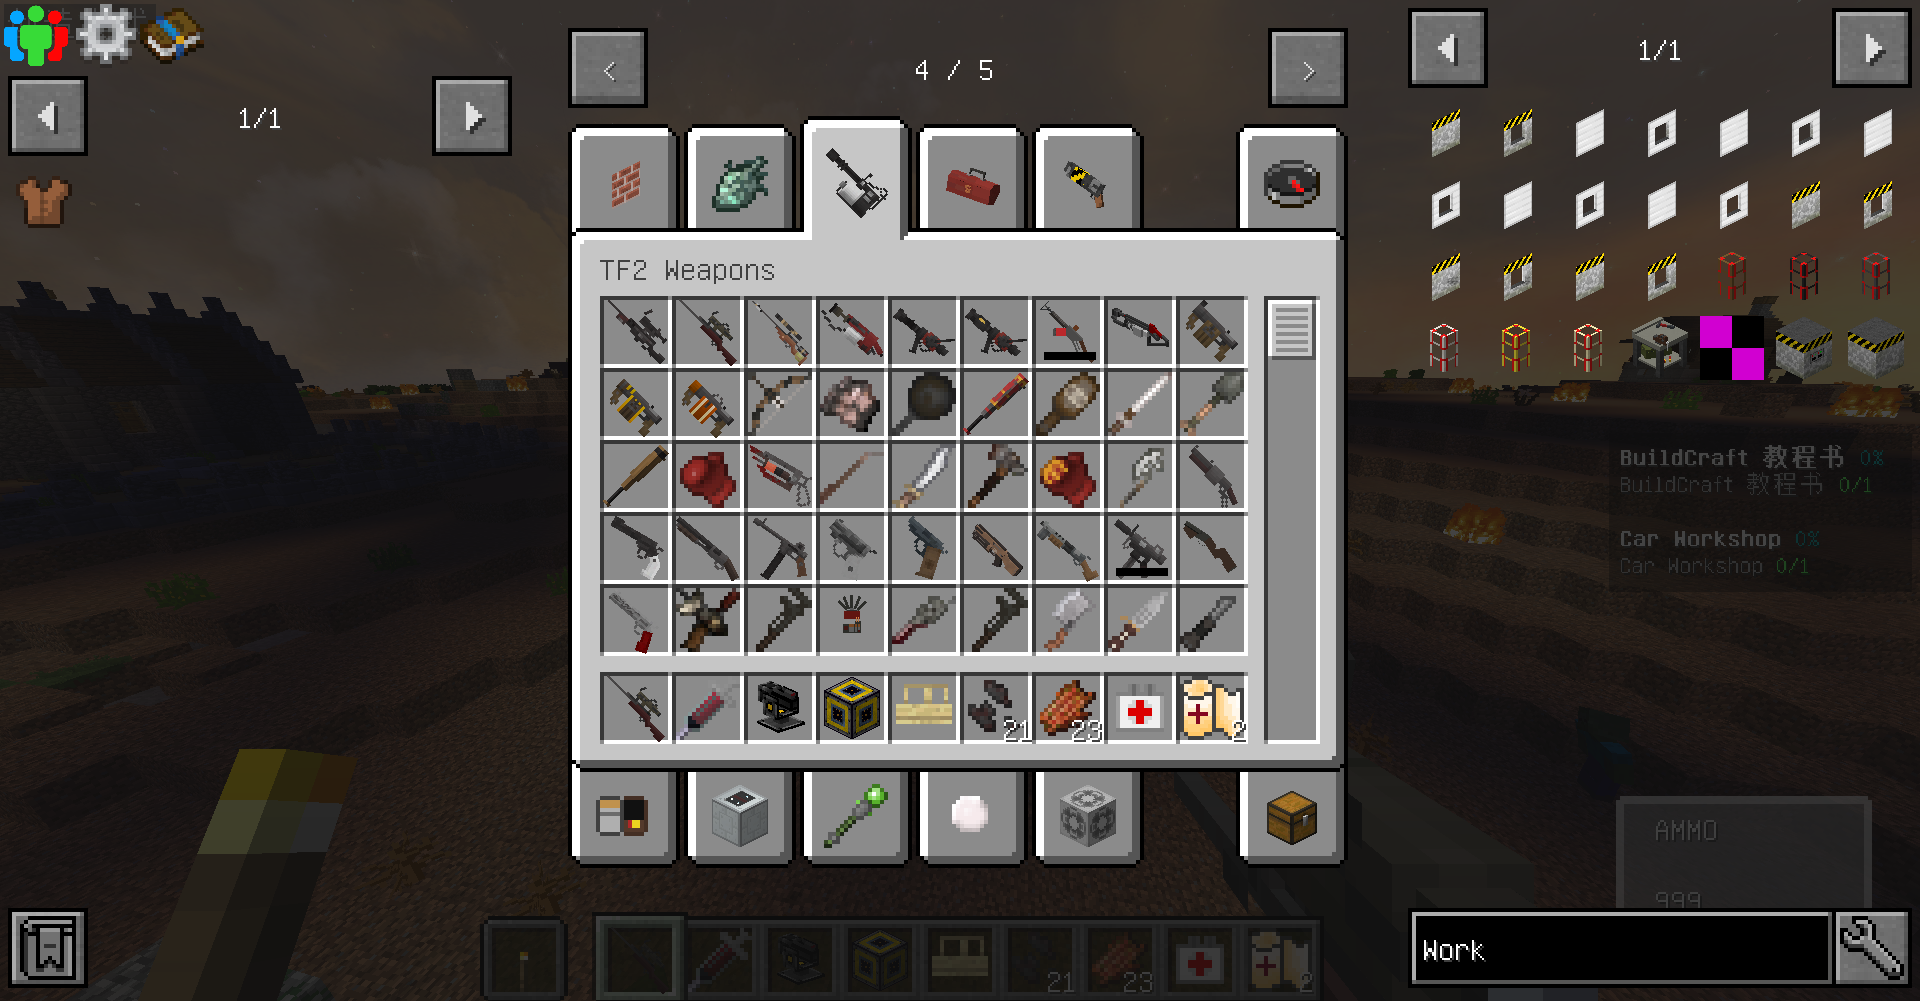 4 / 5
1/1
1/1
TF2 Weapons
BuildCraft 教程书 0%
BuildCraft 教程书 0/1
Car Workshop 0%
Car Workshop 0/1
21
23
2
AMMO
999
Work
21
23
2